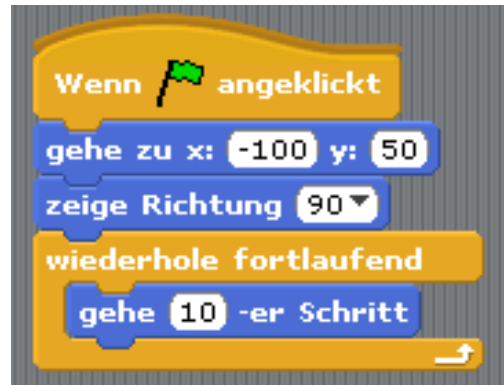 Wenn angeklickt
gehe zu x: -100 y: 50
zeige Richtung 90
wiederhole fortlaufend
gehe 10 -er Schritt